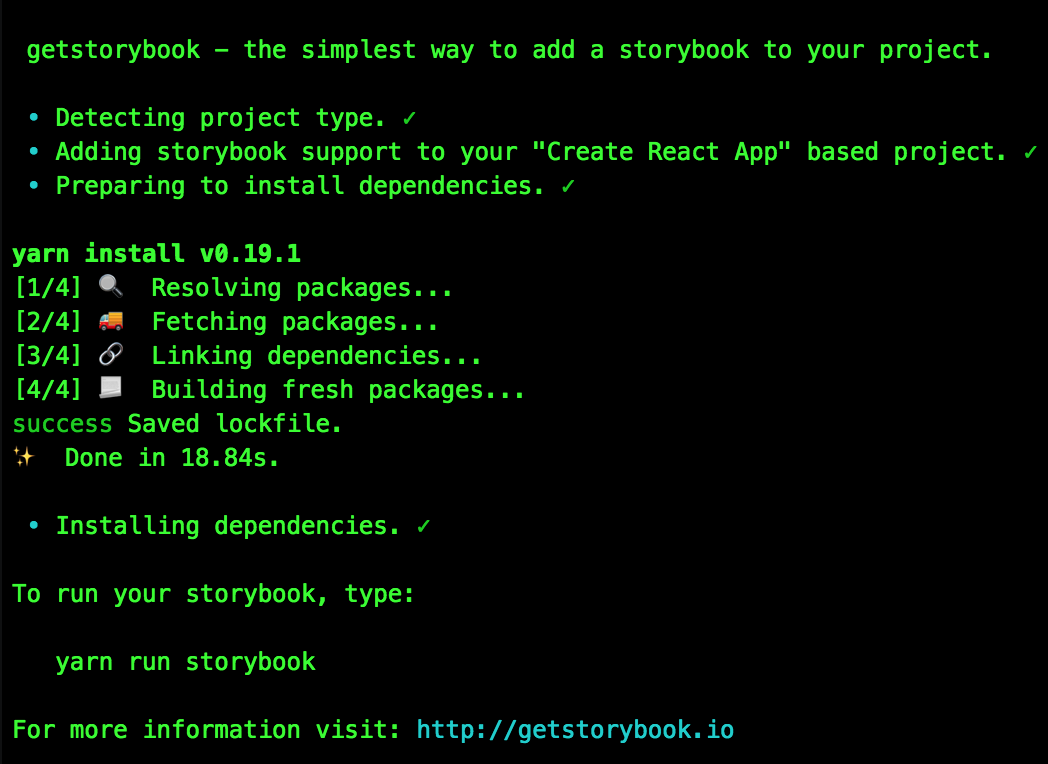 getstorybook - the simplest way to add a storybook to your project.
• Detecting project type. ✓
• Adding storybook support to your "Create React App" based project. ✓
• Preparing to install dependencies. ✓
yarn install v0.19.1
[1/4] 🔍 Resolving packages...
[2/4] 🚚 Fetching packages...
[3/4] 🔗 Linking dependencies...
[4/4] 📃 Building fresh packages...
success Saved lockfile.
✨ Done in 18.84s.
• Installing dependencies. ✓
To run your storybook, type:
yarn run storybook
For more information visit: http://getstorybook.io